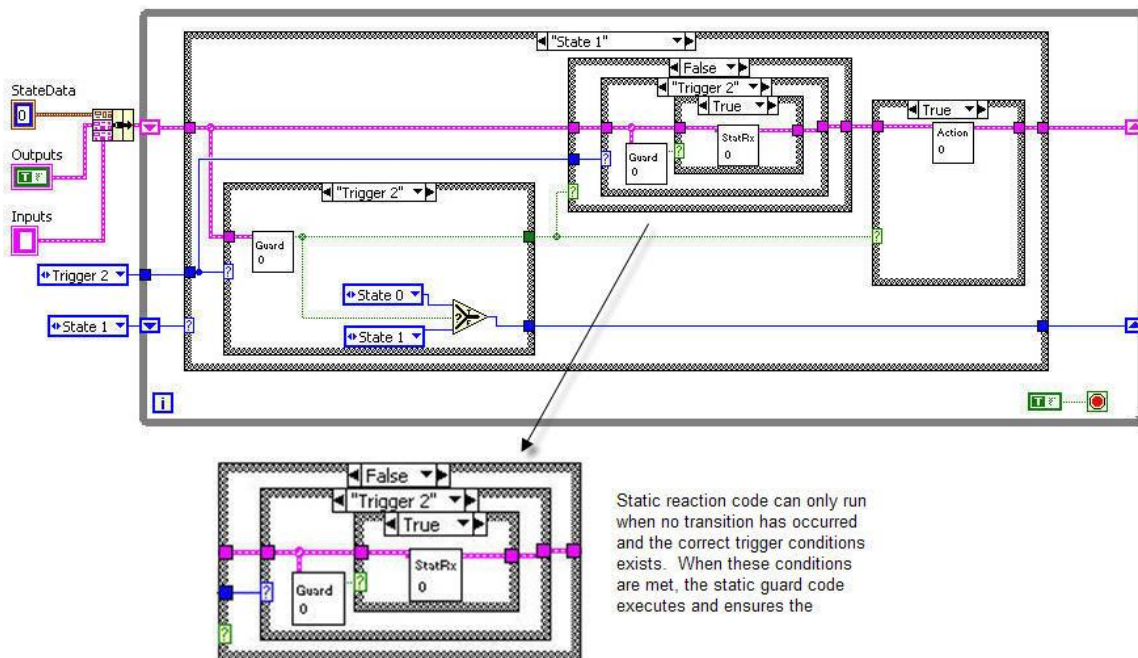 "State 1"
False
"Trigger 2"
True
StateData
0
True
StatRx
0
Action
0
Guard
0
Outputs
T F
"Trigger 2"
Inputs
Guard
0
Trigger 2
State 0
State 1
State 1
T
F
i
T F
False
"Trigger 2"
True
StatRx
0
Guard
0
Static reaction code can only run
when no transition has occurred
and the correct trigger conditions
exists. When these conditions
are met, the static guard code
executes and ensures the